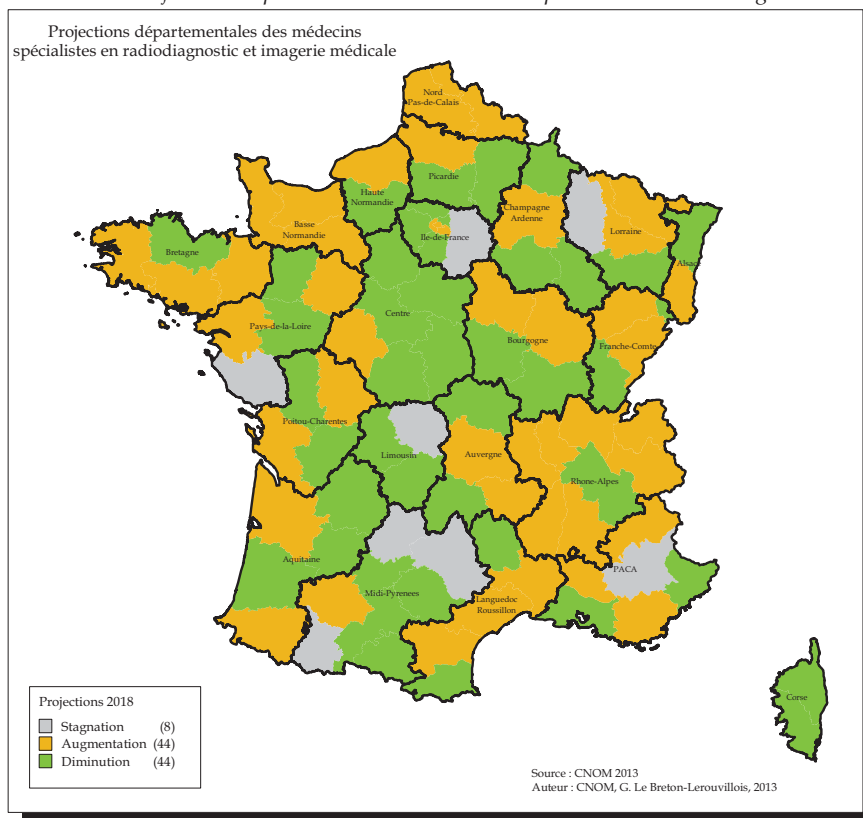 Projections départementales des médecins
spécialistes en radiodiagnostic et imagerie médicale
Nord
Pas-de-Calais
Picardie
Haute
Normandie
Basse
Normandie
Ile-de-France
Champagne
Ardenne
Lorraine
Alsace
Bretagne
Pays-de-la-Loire
Centre
Bourgogne
Franche-Comte
Poitou-Charentes
Limousin
Auvergne
Rhone-Alpes
Aquitaine
Midi-Pyrenees
Languedoc
Roussillon
PACA
Corse
Projections 2018
Stagnation (8)
Augmentation (44)
Diminution (44)
Source : CNOM 2013
Auteur : CNOM, G. Le Breton-Lerouvillois, 2013